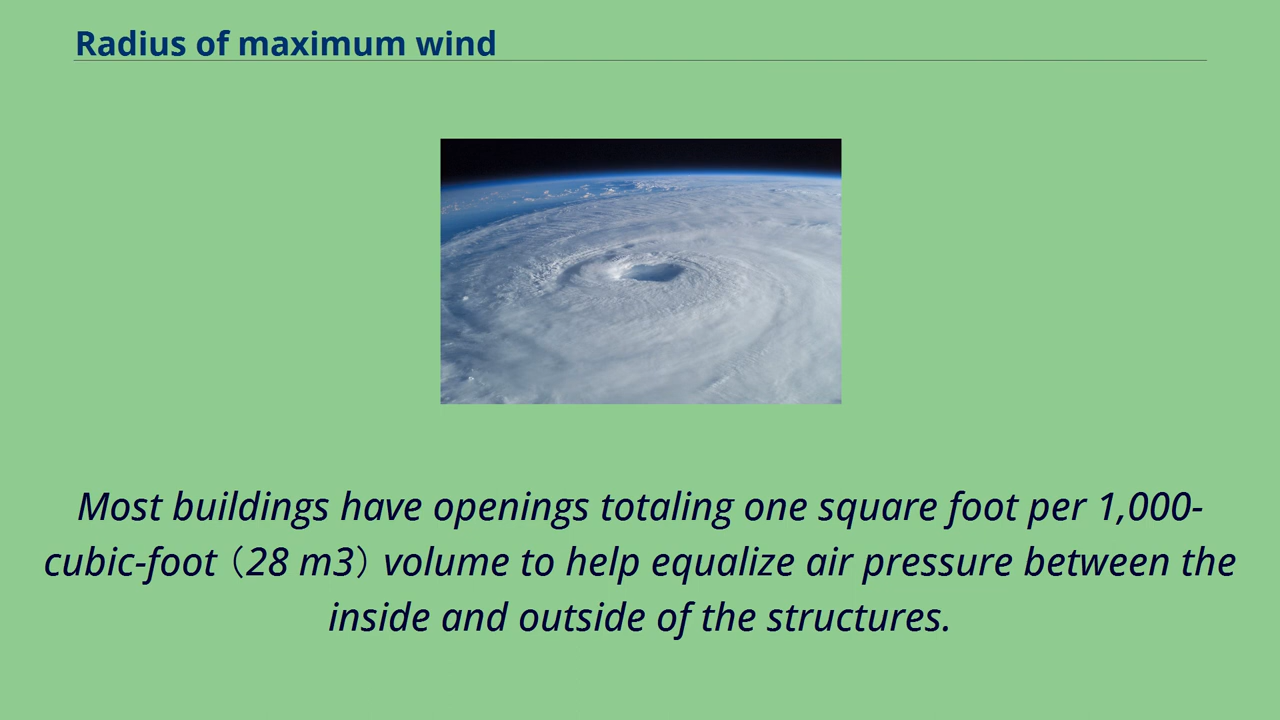 Radius of maximum wind
Most buildings have openings totaling one square foot per 1,000-
cubic-foot（28 m3）volume to help equalize air pressure between the
inside and outside of the structures.